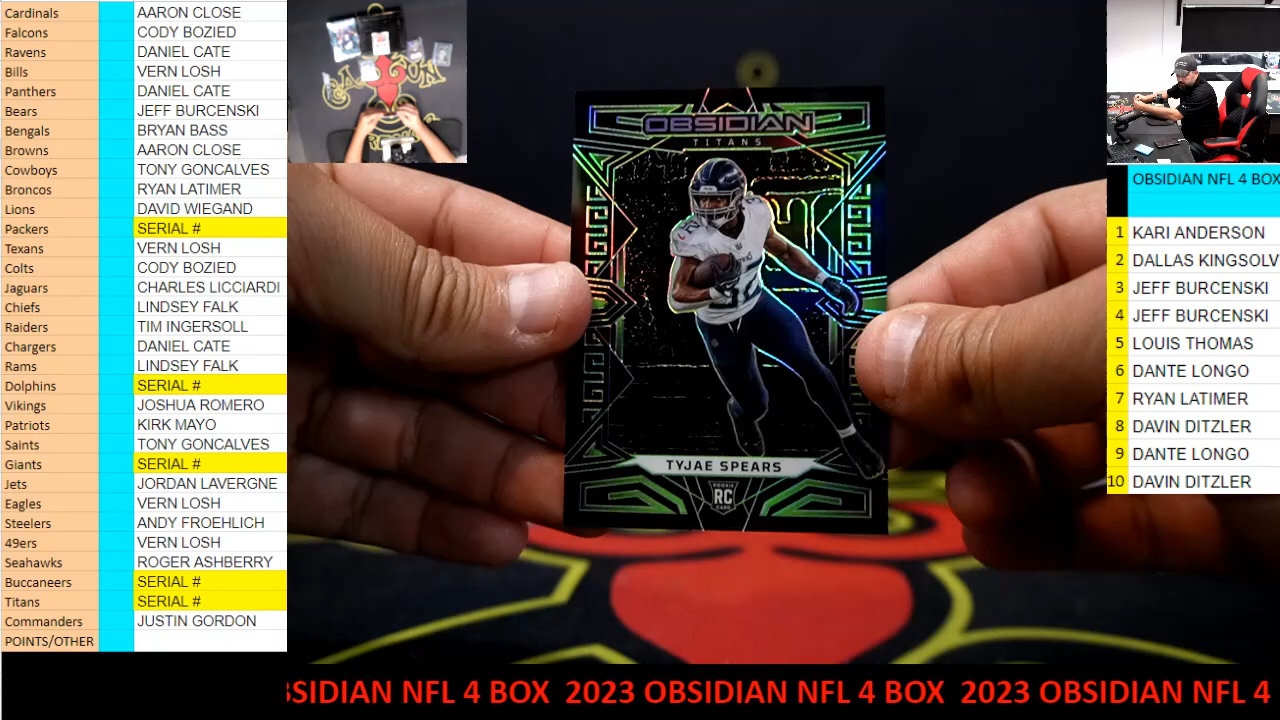 Cardinals AARON CLOSE
Falcons CODY BOZIED
Ravens DANIEL CATE
Bills VERN LOSH
Panthers DANIEL CATE
Bears JEFF BURCENSKI
Bengals BRYAN BASS
Browns AARON CLOSE
Cowboys TONY GONCALVES
Broncos RYAN LATIMER
Lions DAVID WIEGAND
Packers SERIAL #
Texans VERN LOSH
Colts CODY BOZIED
Jaguars CHARLES LICCIARDI
Chiefs LINDSEY FALK
Raiders TIM INGERSOLL
Chargers DANIEL CATE
Rams LINDSEY FALK
Dolphins SERIAL #
Vikings JOSHUA ROMERO
Patriots KIRK MAYO
Saints TONY GONCALVES
Giants SERIAL #
Jets JORDAN LAVERGNE
Eagles VERN LOSH
Steelers ANDY FROEHLICH
49ers VERN LOSH
Seahawks ROGER ASHBERRY
Buccaneers SERIAL #
Titans SERIAL #
Commanders JUSTIN GORDON
POINTS/OTHER
OBSIDIAN
TITANS
32
TYJAE SPEARS
ROOKIE
RC
CARD
OBSIDIAN NFL 4 BOX
1 KARI ANDERSON
2 DALLAS KINGSOLV
3 JEFF BURCENSKI
4 JEFF BURCENSKI
5 LOUIS THOMAS
6 DANTE LONGO
7 RYAN LATIMER
8 DAVIN DITZLER
9 DANTE LONGO
10 DAVIN DITZLER
BSIDIAN NFL 4 BOX 2023 OBSIDIAN NFL 4 BOX 2023 OBSIDIAN NFL 4